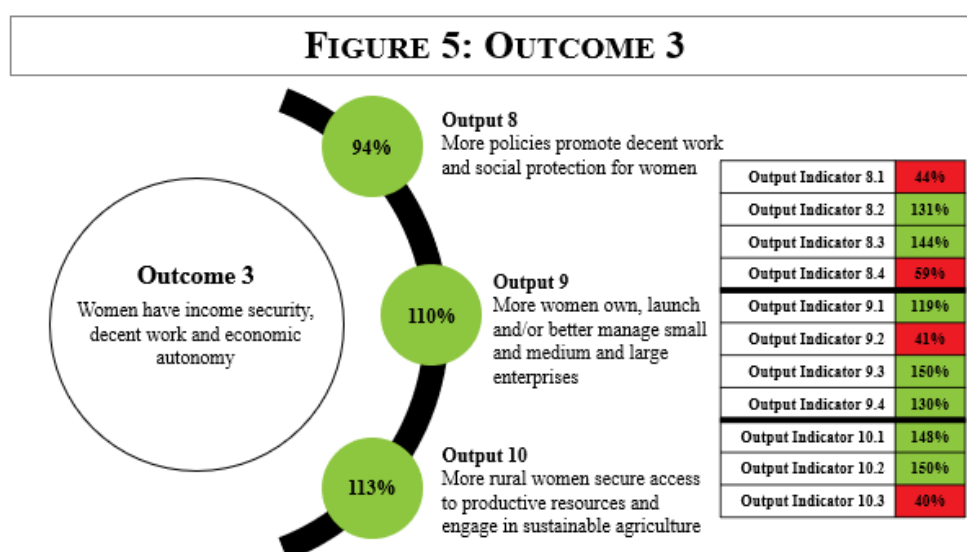 FIGURE 5: OUTCOME 3
94%
Output 8
More policies promote decent work
and social protection for women
Outcome 3
Women have income security,
decent work and economic
autonomy
110%
Output 9
More women own, launch
and/or better manage small
and medium and large
enterprises
113%
Output 10
More rural women secure access
to productive resources and
engage in sustainable agriculture
Output Indicator 8.1 44%
Output Indicator 8.2 131%
Output Indicator 8.3 144%
Output Indicator 8.4 59%
Output Indicator 9.1 119%
Output Indicator 9.2 41%
Output Indicator 9.3 150%
Output Indicator 9.4 130%
Output Indicator 10.1 148%
Output Indicator 10.2 150%
Output Indicator 10.3 40%